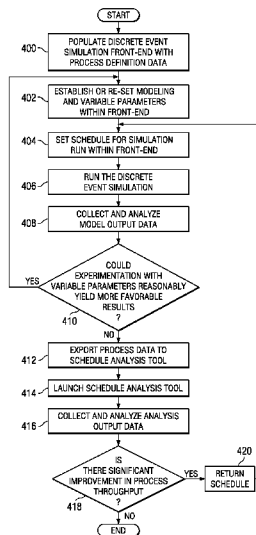 START
400
POPULATE DISCRETE EVENT
SIMULATION FRONT-END WITH
PROCESS DEFINITION DATA
402
ESTABLISH OR RE-SET MODELING
AND VARIABLE PARAMETERS
WITHIN FRONT-END
404
SET SCHEDULE FOR SIMULATION
RUN WITHIN FRONT-END
406
RUN THE DISCRETE
EVENT SIMULATION
408
COLLECT AND ANALYZE
MODEL OUTPUT DATA
YES
COULD
EXPERIMENTATION WITH
VARIABLE PARAMETERS REASONABLY
YIELD MORE FAVORABLE
RESULTS
?
410
NO
412
EXPORT PROCESS DATA TO
SCHEDULE ANALYSIS TOOL
414
LAUNCH SCHEDULE ANALYSIS TOOL
416
COLLECT AND ANALYZE ANALYSIS
OUTPUT DATA
IS
THERE SIGNIFICANT
IMPROVEMENT IN PROCESS
THROUGHPUT
?
418
YES
420
RETURN
SCHEDULE
NO
END